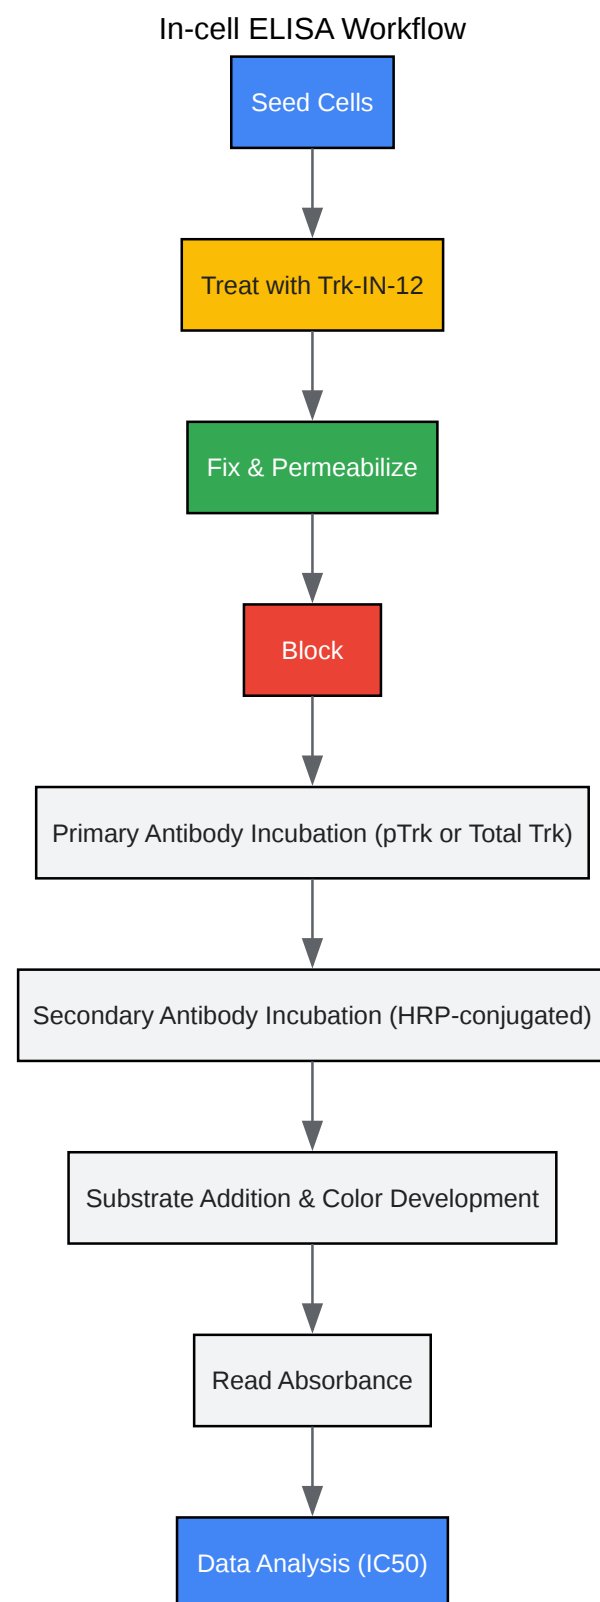 In-cell ELISA Workflow
Seed Cells
Treat with Trk-IN-12
Fix & Permeabilize
Block
Primary Antibody Incubation (pTrk or Total Trk)
Secondary Antibody Incubation (HRP-conjugated)
Substrate Addition & Color Development
Read Absorbance
Data Analysis (IC50)